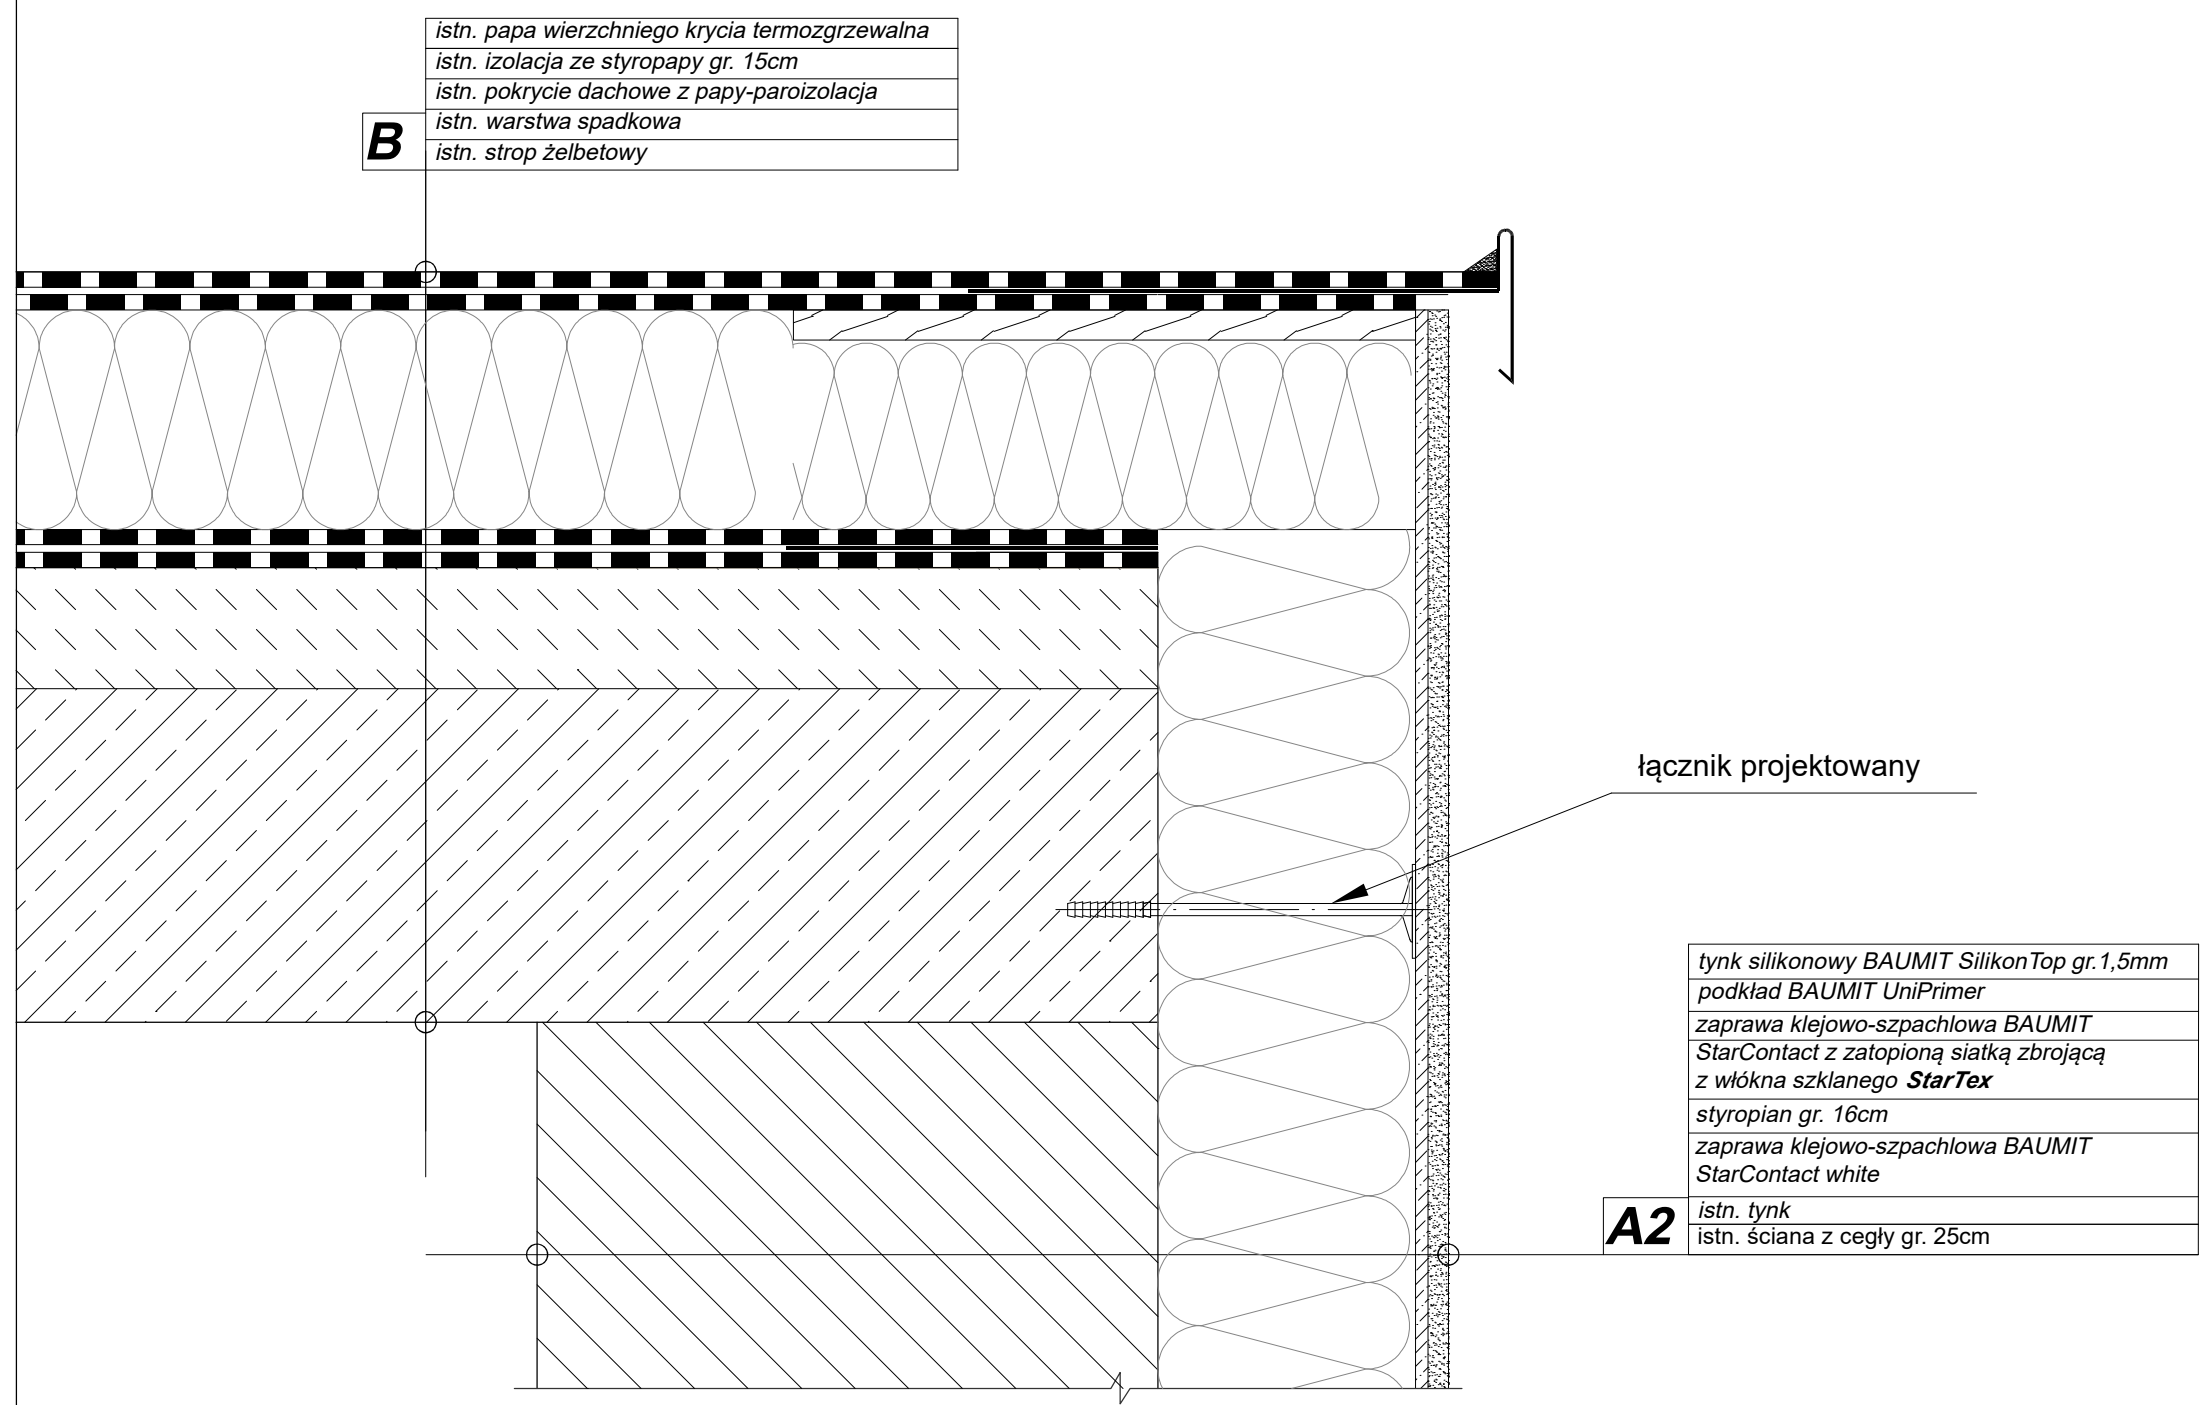 istn. papa wierzchniego krycia termozgrzewalna
istn. izolacja ze styropapy gr. 15cm
istn. pokrycie dachowe z papy-paroizolacja
istn. warstwa spadkowa
istn. strop żelbetowy
B
łącznik projektowany
tynk silikonowy BAUMIT SilikonTop gr.1,5mm
podkład BAUMIT UniPrimer
zaprawa klejowo-szpachlowa BAUMIT
StarContact z zatopioną siatką zbrojącą
z włókna szklanego StarTex
styropian gr. 16cm
zaprawa klejowo-szpachlowa BAUMIT
StarContact white
istn. tynk
istn. ściana z cegły gr. 25cm
A2